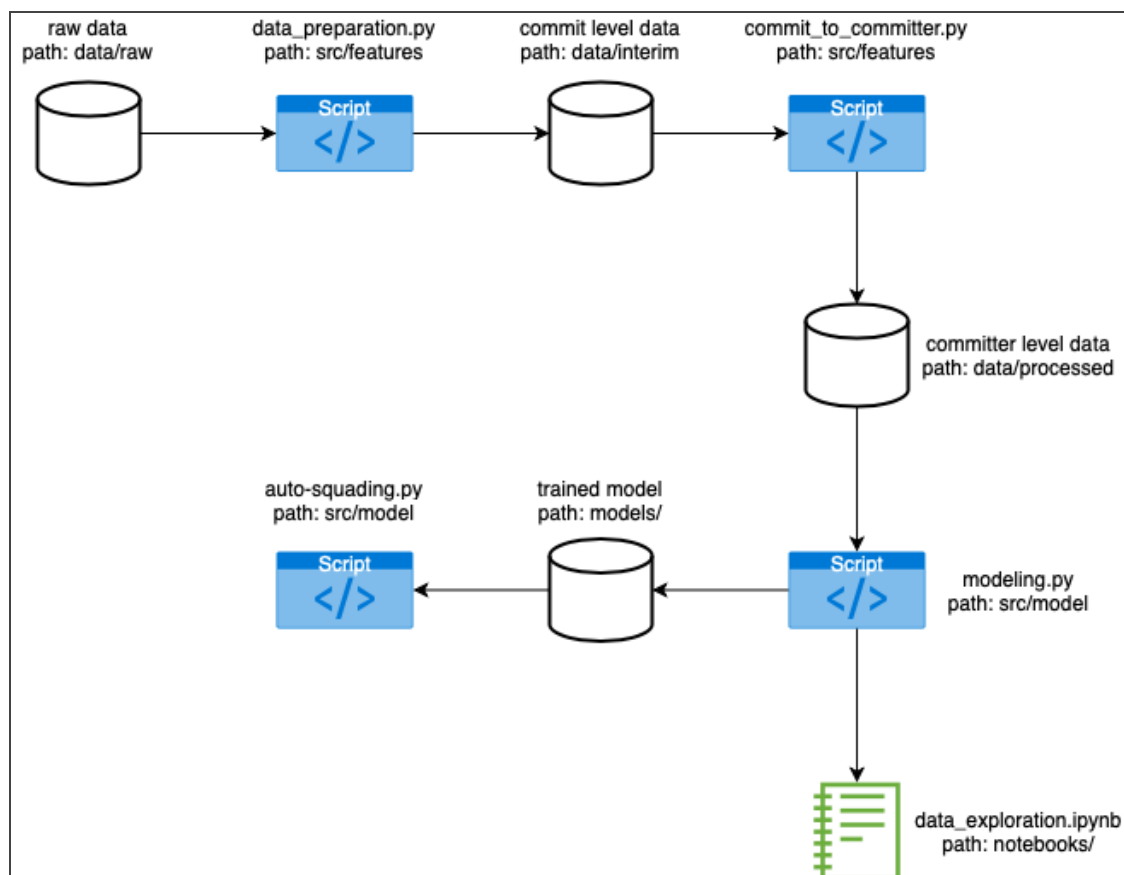 raw data
path: data/raw
data_preparation.py
path: src/features
commit level data
path: data/interim
commit_to_committer.py
path: src/features
Script
</>
Script
</>
committer level data
path: data/processed
auto-squading.py
path: src/model
trained model
path: models/
Script
</>
Script
</>
modeling.py
path: src/model
data_exploration.ipynb
path: notebooks/